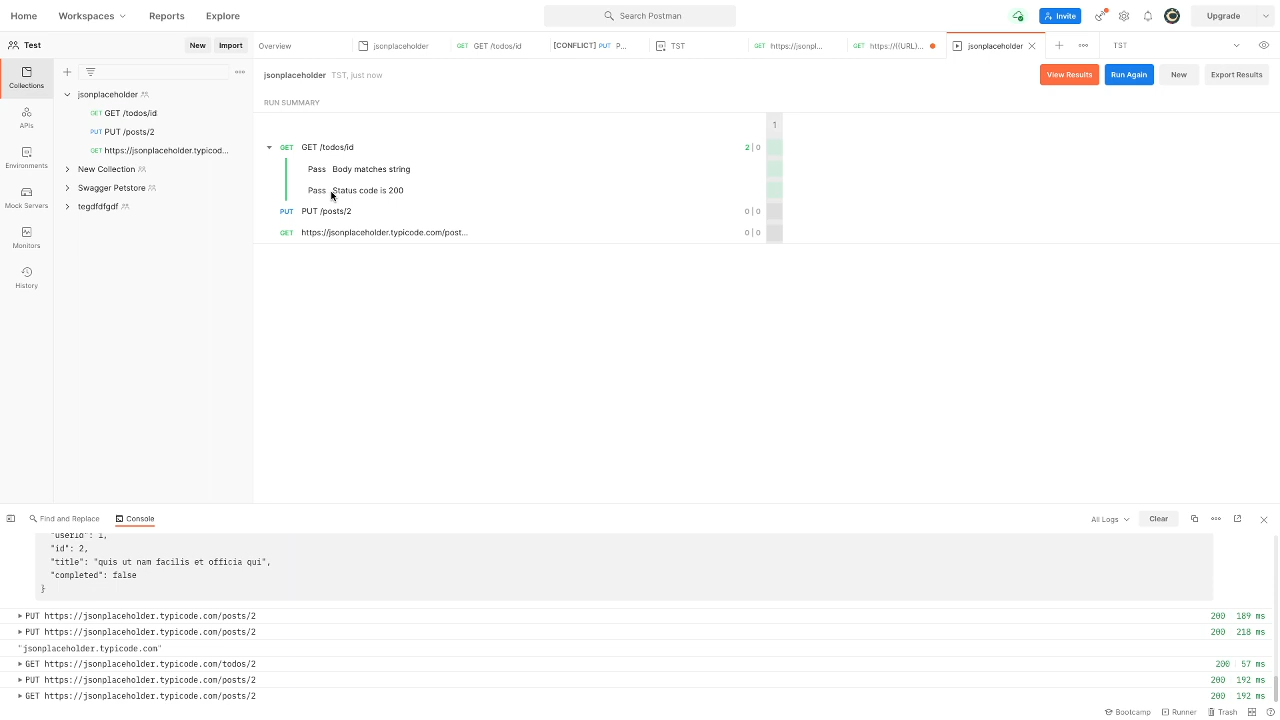 Home
Workspaces
Reports
Explore
Search Postman
Invite
Upgrade
Test
New
Import
Overview
jsonplaceholder
GET GET /todos/id
[CONFLICT] PUT P...
TST
GET https://jsonpl...
GET https://{{URL}...
jsonplaceholder
TST
Collections
APIs
Environments
Mock Servers
Monitors
History
jsonplaceholder
GET GET /todos/id
PUT PUT /posts/2
GET https://jsonplaceholder.typicod...
New Collection
Swagger Petstore
tegdfdfgdf
jsonplaceholder TST, just now
View Results
Run Again
New
Export Results
RUN SUMMARY
1
GET GET /todos/id 2 | 0
Pass Body matches string
Pass Status code is 200
PUT PUT /posts/2 0 | 0
GET https://jsonplaceholder.typicode.com/post... 0 | 0
Find and Replace
Console
All Logs
Clear
"userId": 1,
"id": 2,
"title": "quis ut nam facilis et officia qui",
"completed": false
}
PUT https://jsonplaceholder.typicode.com/posts/2 200 189 ms
PUT https://jsonplaceholder.typicode.com/posts/2 200 218 ms
"jsonplaceholder.typicode.com"
GET https://jsonplaceholder.typicode.com/todos/2 200 57 ms
PUT https://jsonplaceholder.typicode.com/posts/2 200 192 ms
GET https://jsonplaceholder.typicode.com/posts/2 200 192 ms
Bootcamp
Runner
Trash